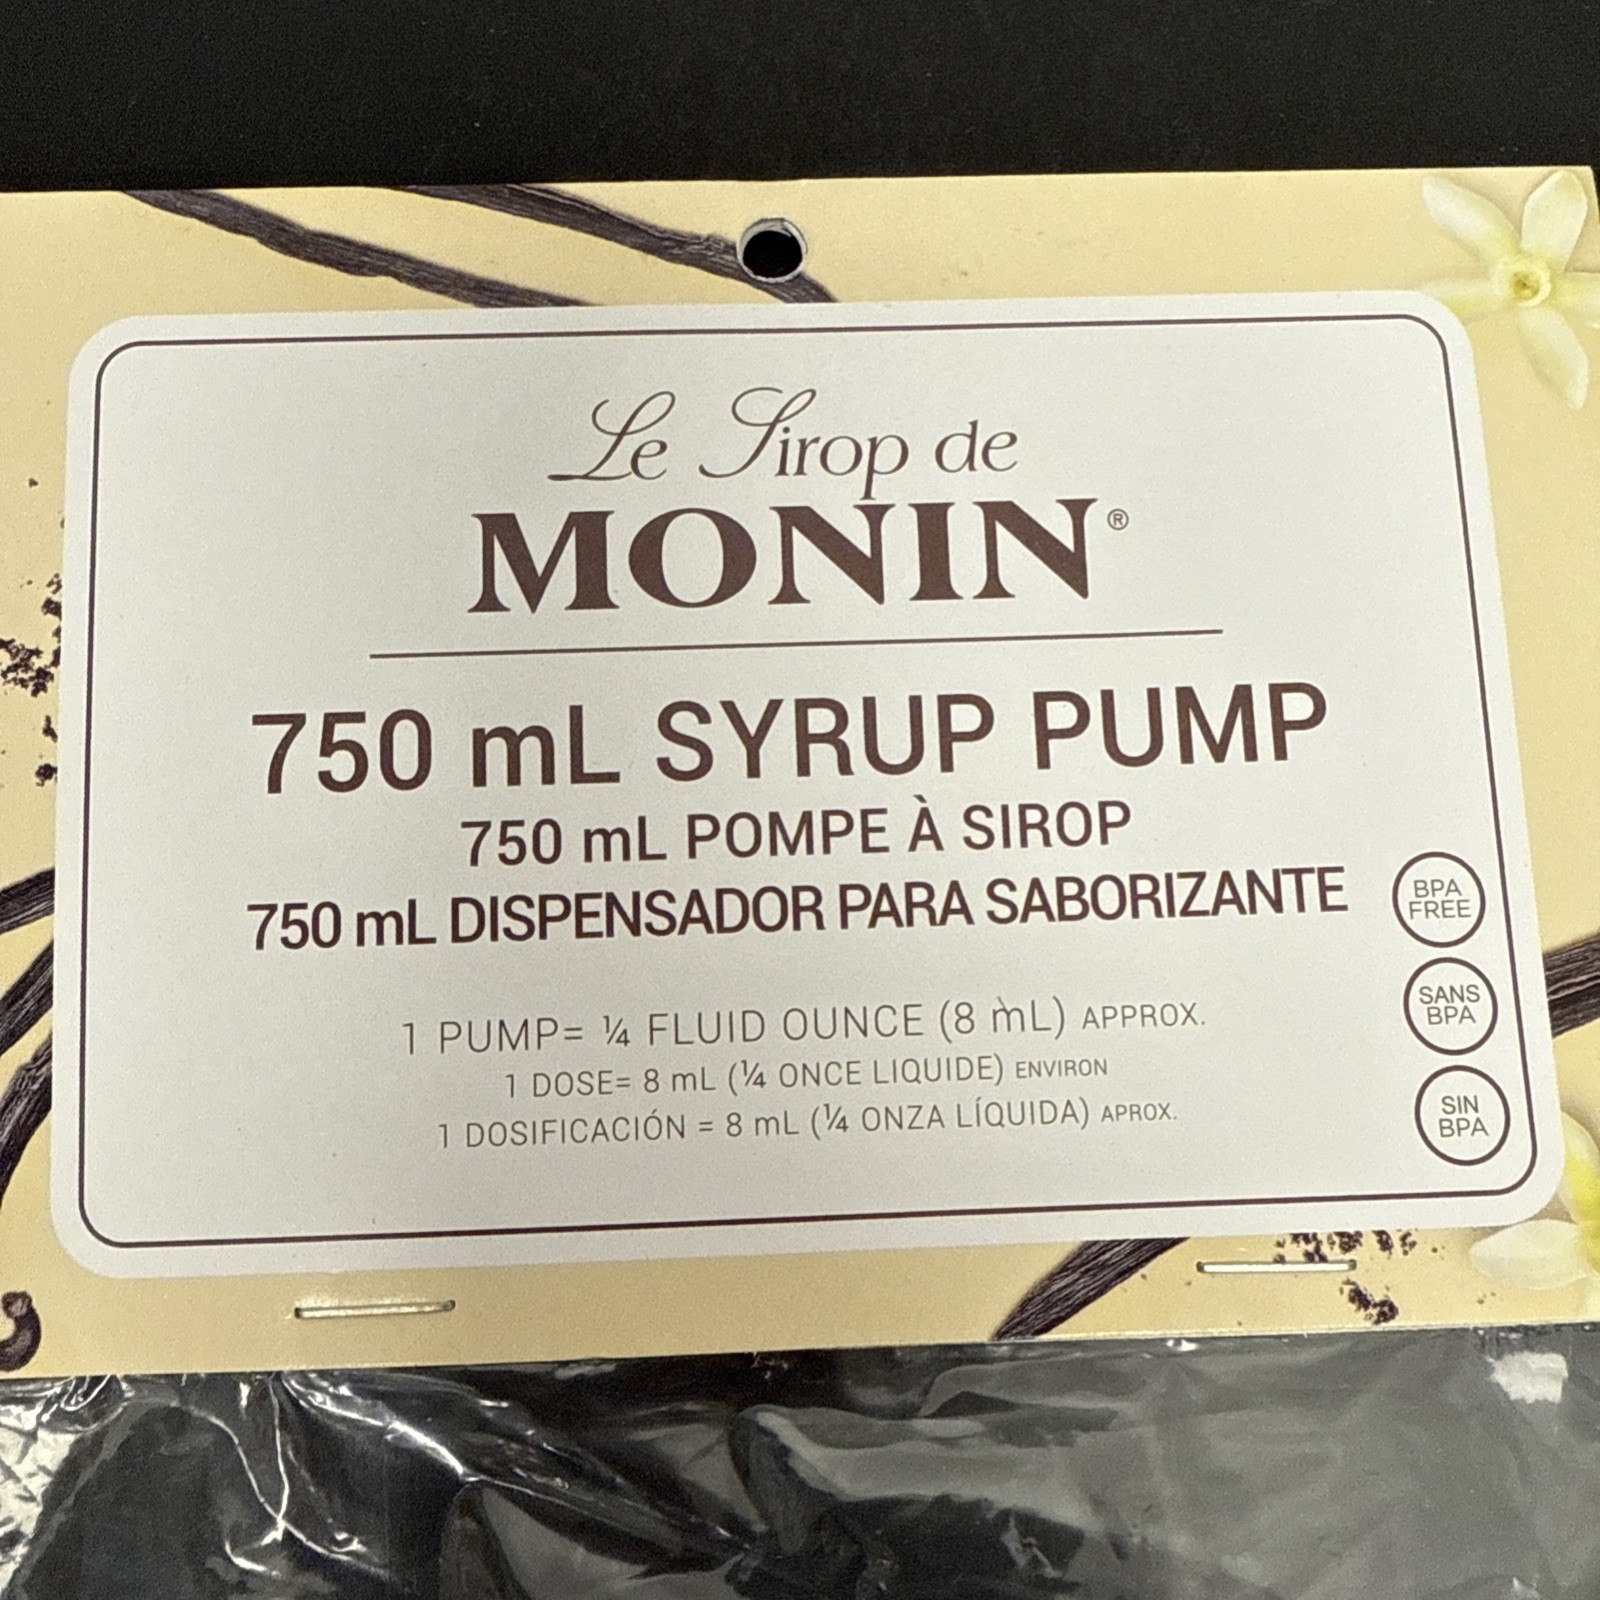 Le Sirop de
MONIN®
750 mL SYRUP PUMP
750 mL POMPE À SIROP
750 mL DISPENSADOR PARA SABORIZANTE
1 PUMP= ¼ FLUID OUNCE (8 mL) APPROX.
1 DOSE= 8 mL (¼ ONCE LIQUIDE) ENVIRON
1 DOSIFICACIÓN = 8 mL (¼ ONZA LÍQUIDA) APROX.
BPA
FREE
SANS
BPA
SIN
BPA